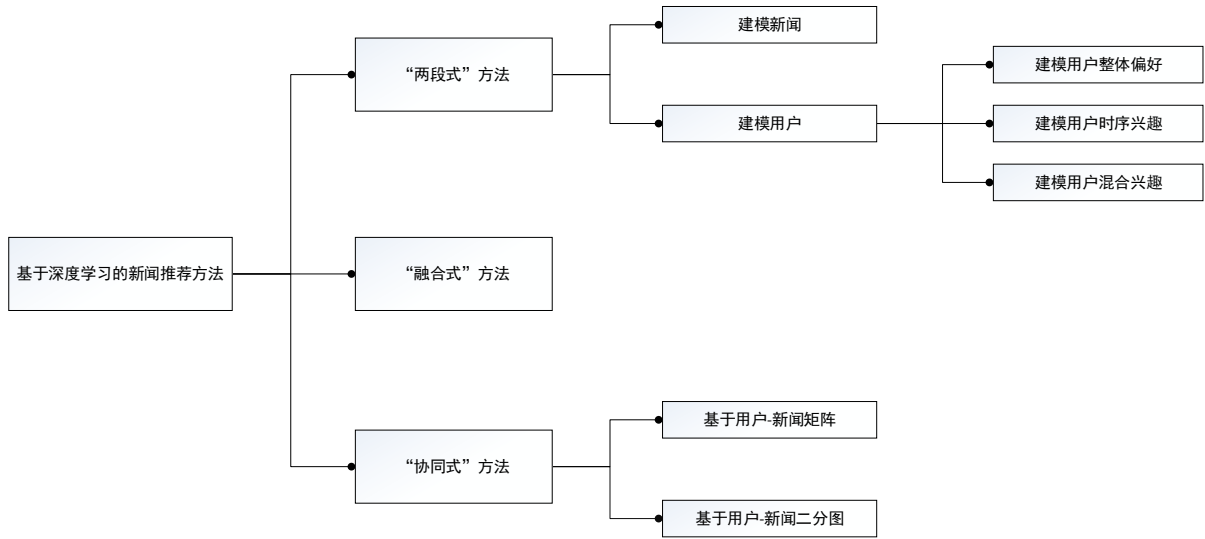 基于深度学习的新闻推荐方法
“两段式”方法
建模新闻
建模用户
建模用户整体偏好
建模用户时序兴趣
建模用户混合兴趣
“融合式”方法
“协同式”方法
基于用户-新闻矩阵
基于用户-新闻二分图